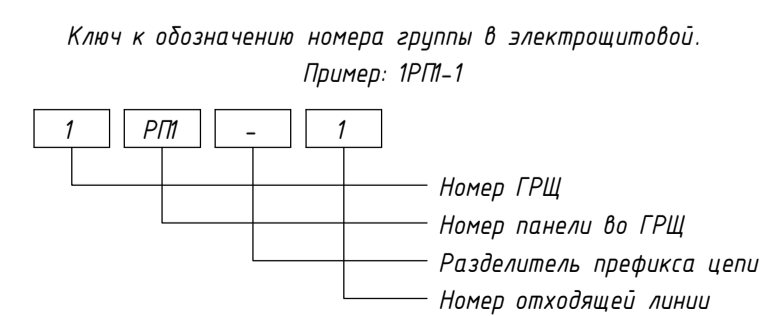 Ключ к обозначению номера группы в электрощитовой.
Пример: 1РП1-1
1 РП1 - 1
Номер ГРЩ
Номер панели во ГРЩ
Разделитель префикса цепи
Номер отходящей линии